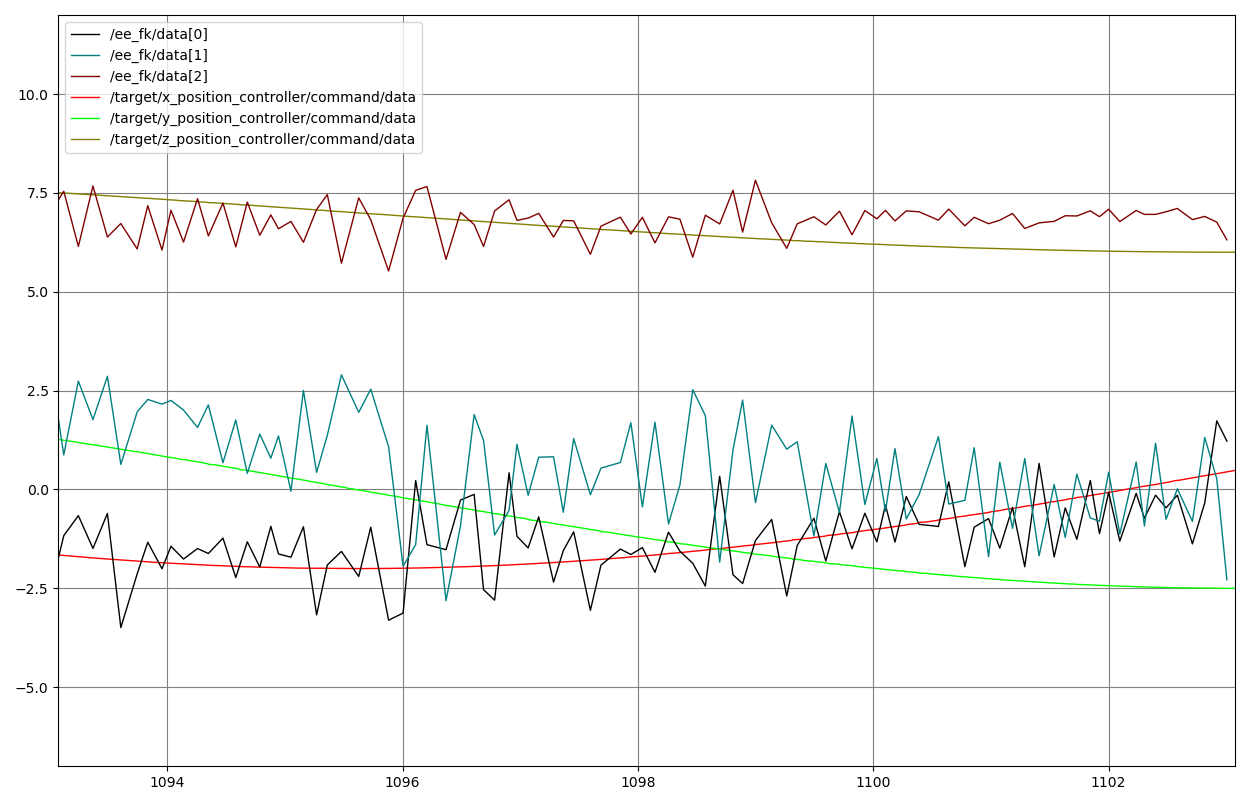 /ee_fk/data[0]
/ee_fk/data[1]
/ee_fk/data[2]
/target/x_position_controller/command/data
/target/y_position_controller/command/data
/target/z_position_controller/command/data
10.0
7.5
5.0
2.5
0.0
−2.5
−5.0
1094 1096 1098 1100 1102